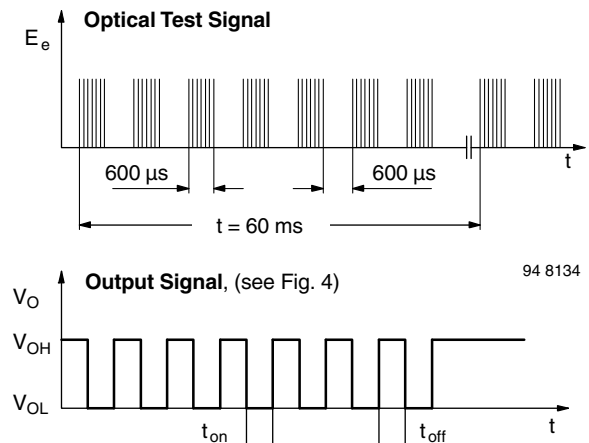 Optical Test Signal
E e
t
600 µs
600 µs
t = 60 ms
94 8134
Output Signal, (see Fig. 4)
V O
V OH
V OL
t on
t off
t